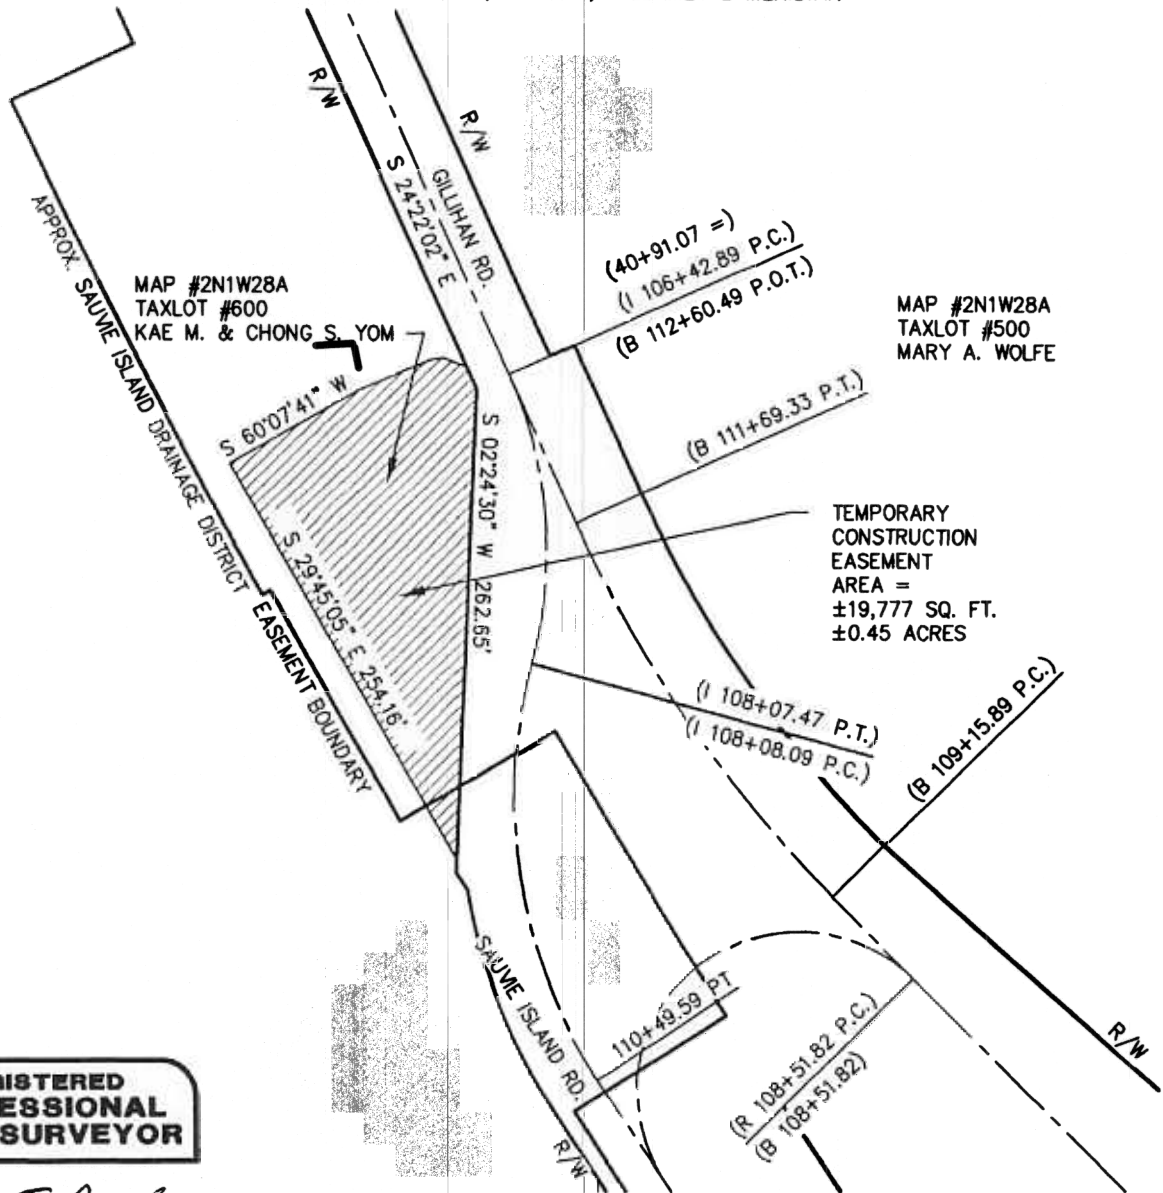 R/W
R/W
S 24°22'02" E
GILLIHAN RD.
(40+91.07 =)
(I 106+42.89 P.C.)
(B 112+60.49 P.O.T.)
MAP #2N1W28A
TAXLOT #600
KAE M. & CHONG S. YOM
MAP #2N1W28A
TAXLOT #500
MARY A. WOLFE
APPROX. SAUVIE ISLAND DRAINAGE DISTRICT EASEMENT BOUNDARY
S 60°07'41" W
(B 111+69.33 P.T.)
S 02°24'30" W 262.65'
S 29°45'05" E 254.16'
TEMPORARY
CONSTRUCTION
EASEMENT
AREA =
±19,777 SQ. FT.
±0.45 ACRES
(I 108+07.47 P.T.)
(I 108+08.09 P.C.)
(B 109+15.89 P.C.)
SAUVIE ISLAND RD.
110+49.59 PT
(R 108+51.82 P.C.)
(B 108+51.82)
R/W
R/W
ISTERED
ESSIONAL
SURVEYOR